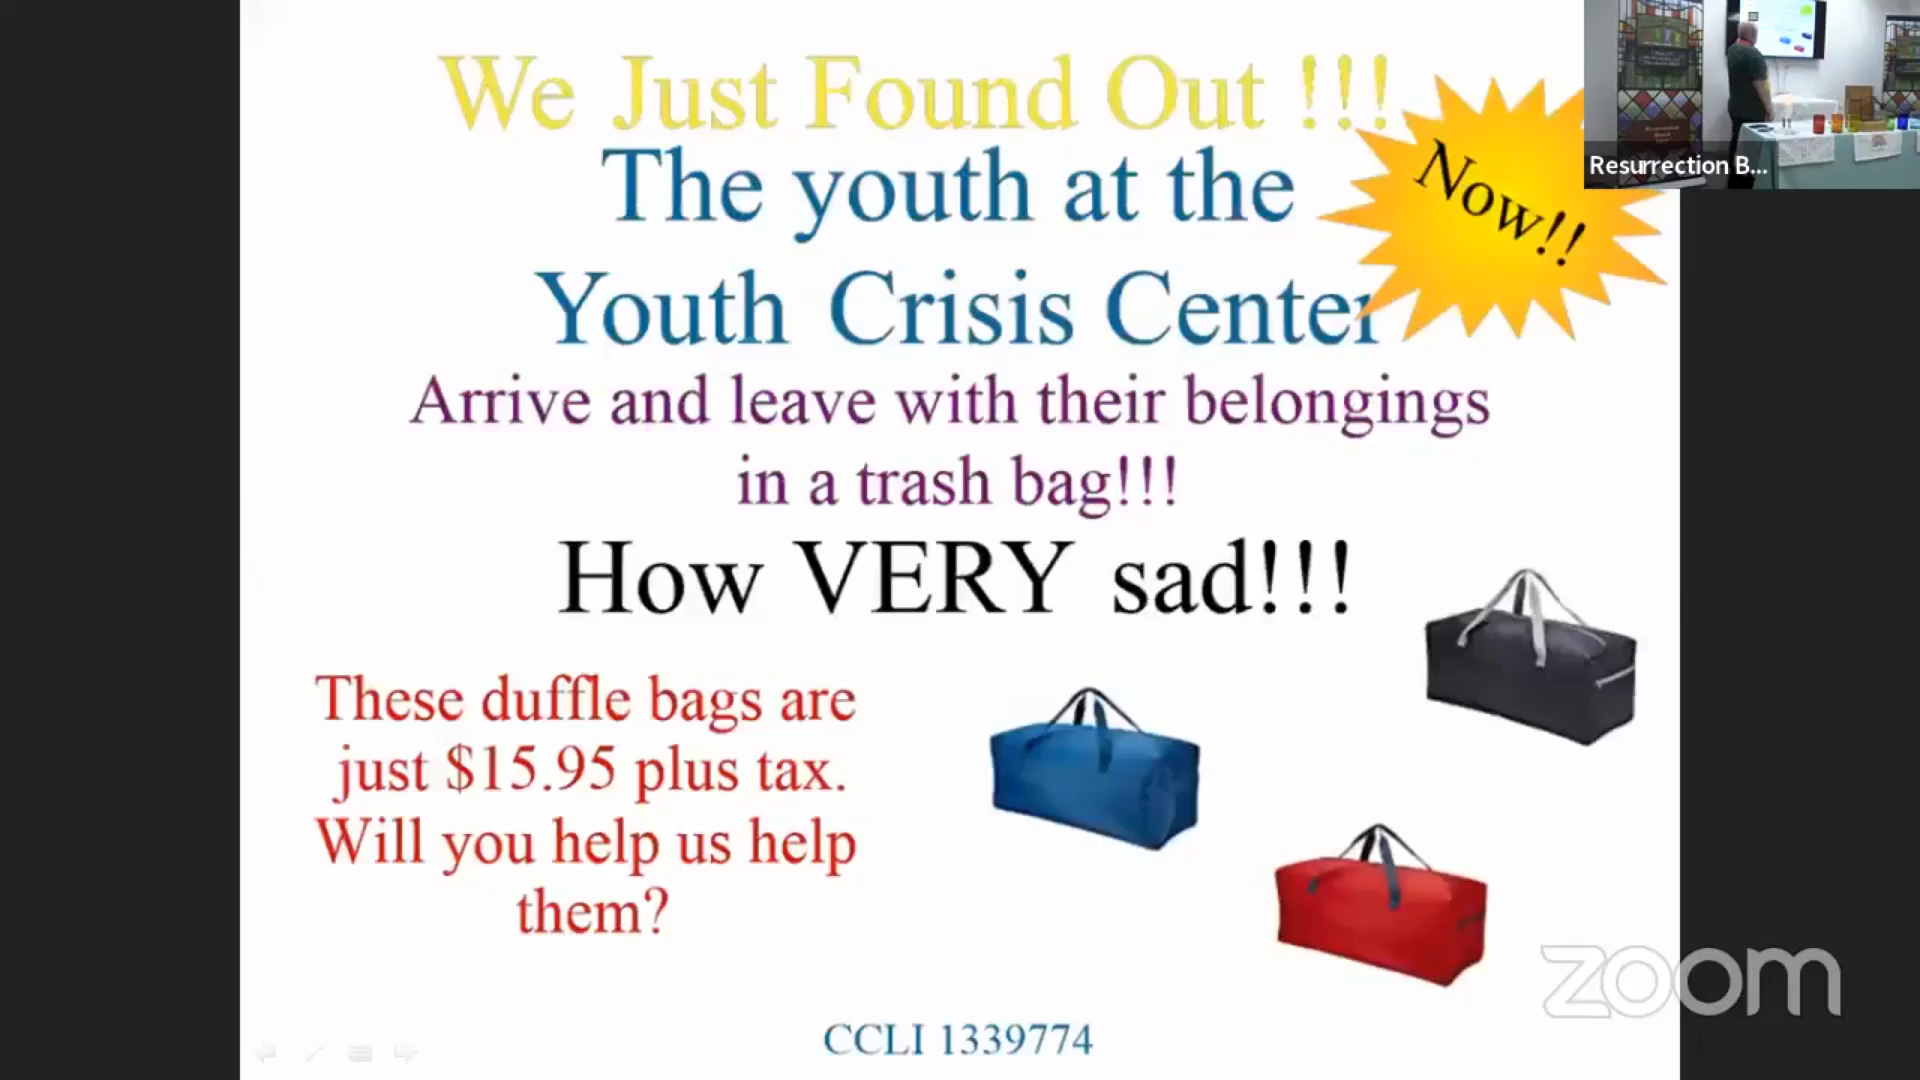 We Just Found Out !!!
The youth at the
Youth Crisis Center
Now!!
Arrive and leave with their belongings
in a trash bag!!!
How VERY sad!!!
These duffle bags are
just $15.95 plus tax.
Will you help us help
them?
CCLI 1339774
Resurrection B...
zoom